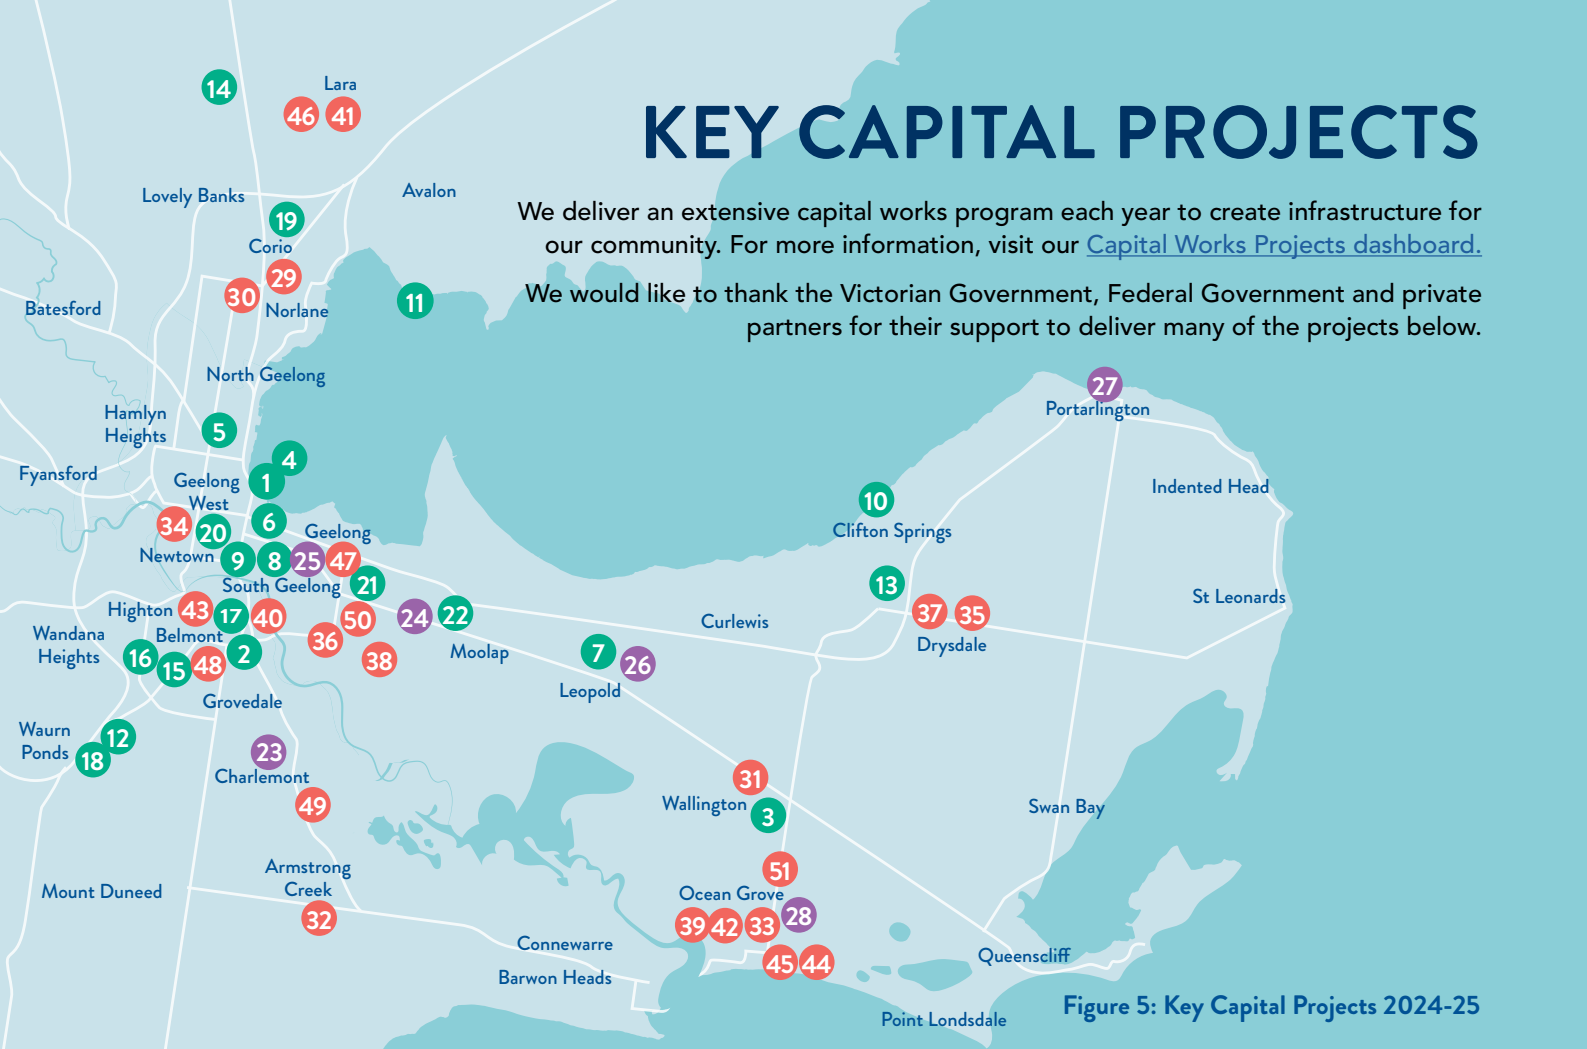 KEY CAPITAL PROJECTS
We deliver an extensive capital works program each year to create infrastructure for
our community. For more information, visit our Capital Works Projects dashboard.
We would like to thank the Victorian Government, Federal Government and private
partners for their support to deliver many of the projects below.
14
Lara
46 41
Lovely Banks
Avalon
19
Corio
29
30
11
Batesford
Norlane
North Geelong
27
Portarlington
Hamlyn
Heights
5
4
Fyansford
Geelong
West
1
Indented Head
10
34
20
6
Geelong
Clifton Springs
Newtown
9 8 25 47
South Geelong
21
13
St Leonards
Highton
43 17 40
50
24 22
Curlewis
37 35
Drysdale
Wandana
Heights
Belmont
36
16 15 48 2
38
Moolap
7
26
Leopold
Grovedale
Waurn
Ponds
12
18
23
Charlemont
31
49
Wallington
3
Swan Bay
Armstrong
Creek
51
Mount Duneed
Ocean Grove
32
39 42 33 28
Connewarre
45 44
Queenscliff
Barwon Heads
Point Londsdale
Figure 5: Key Capital Projects 2024-25